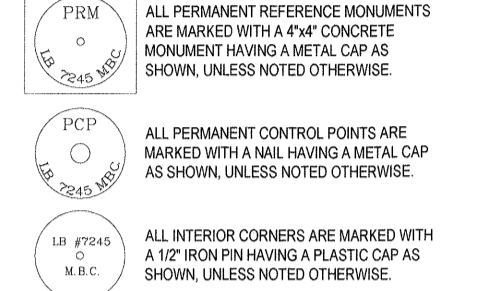 PRM
LB 7245 M.B.C.
ALL PERMANENT REFERENCE MONUMENTS
ARE MARKED WITH A 4"x4" CONCRETE
MONUMENT HAVING A METAL CAP AS
SHOWN, UNLESS NOTED OTHERWISE.
PCP
LB 7245 M.B.C.
ALL PERMANENT CONTROL POINTS ARE
MARKED WITH A NAIL HAVING A METAL CAP
AS SHOWN, UNLESS NOTED OTHERWISE.
LB #7245
M.B.C.
ALL INTERIOR CORNERS ARE MARKED WITH
A 1/2" IRON PIN HAVING A PLASTIC CAP AS
SHOWN, UNLESS NOTED OTHERWISE.